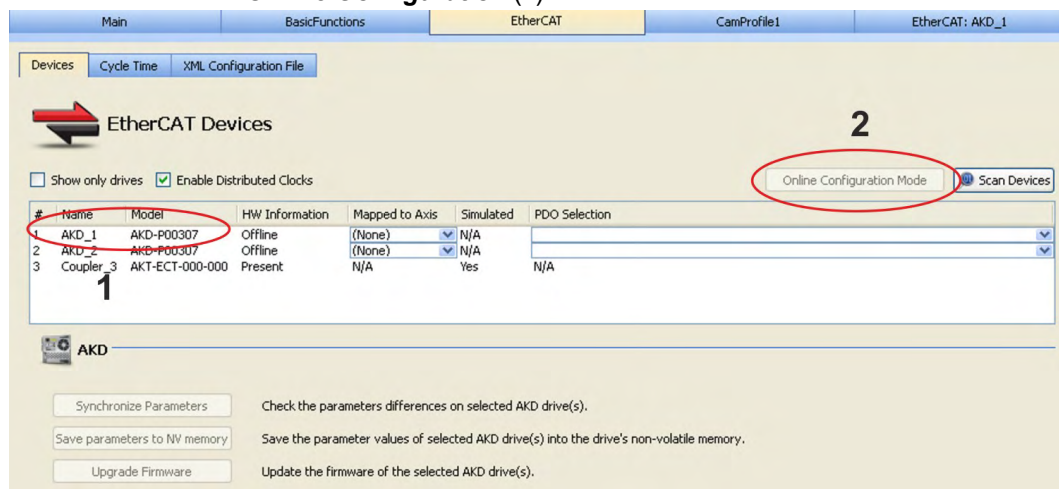 Main BasicFunctions EtherCAT CamProfile1 EtherCAT: AKD_1
Devices Cycle Time XML Configuration File
EtherCAT Devices
2
Show only drives Enable Distributed Clocks Online Configuration Mode Scan Devices
# Name Model HW Information Mapped to Axis Simulated PDO Selection
1 AKD_1 AKD-P00307 Offline (None) N/A
2 AKD_2 AKD-P00307 Offline (None) N/A
3 Coupler_3 AKT-ECT-000-000 Present N/A Yes N/A
1
AKD
Synchronize Parameters Check the parameters differences on selected AKD drive(s).
Save parameters to NV memory Save the parameter values of selected AKD drive(s) into the drive's non-volatile memory.
Upgrade Firmware Update the firmware of the selected AKD drive(s).